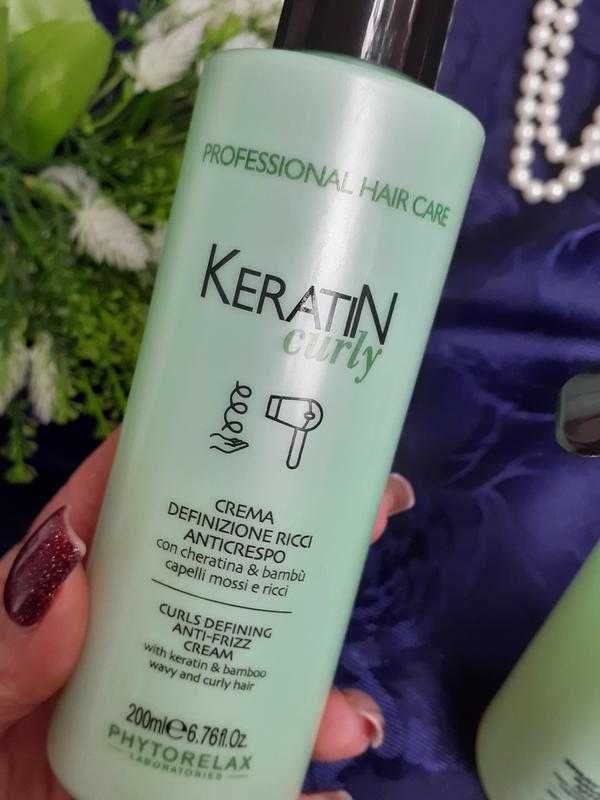 PROFESSIONAL HAIR CARE
KERATIN
curly
CREMA
DEFINIZIONE RICCI
ANTICRESPO
con cheratina & bambù
capelli mossi e ricci
CURLS DEFINING
ANTI-FRIZZ
CREAM
with keratin & bamboo
wavy and curly hair
200ml℮6.76fl.oz.
PHYTORELAX
LABORATORIES